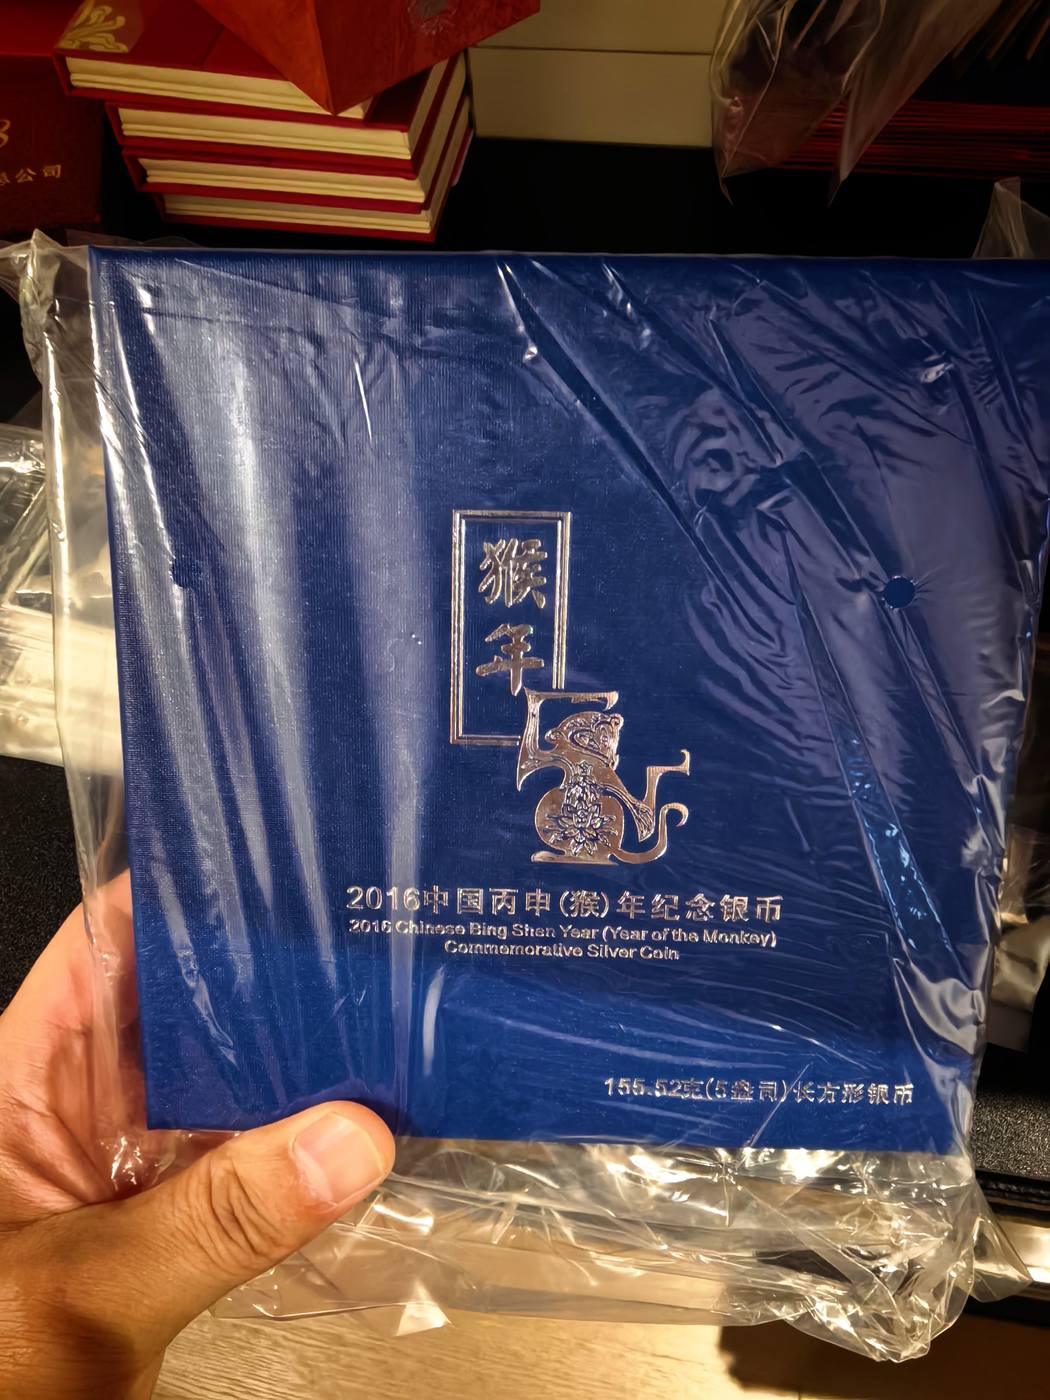 公司
猴年
2016中国丙申(猴)年纪念银币
2016 Chinese Bing Shen Year (Year of the Monkey)
Commemorative Silver Coin
155.52克(5盎司)长方形银币